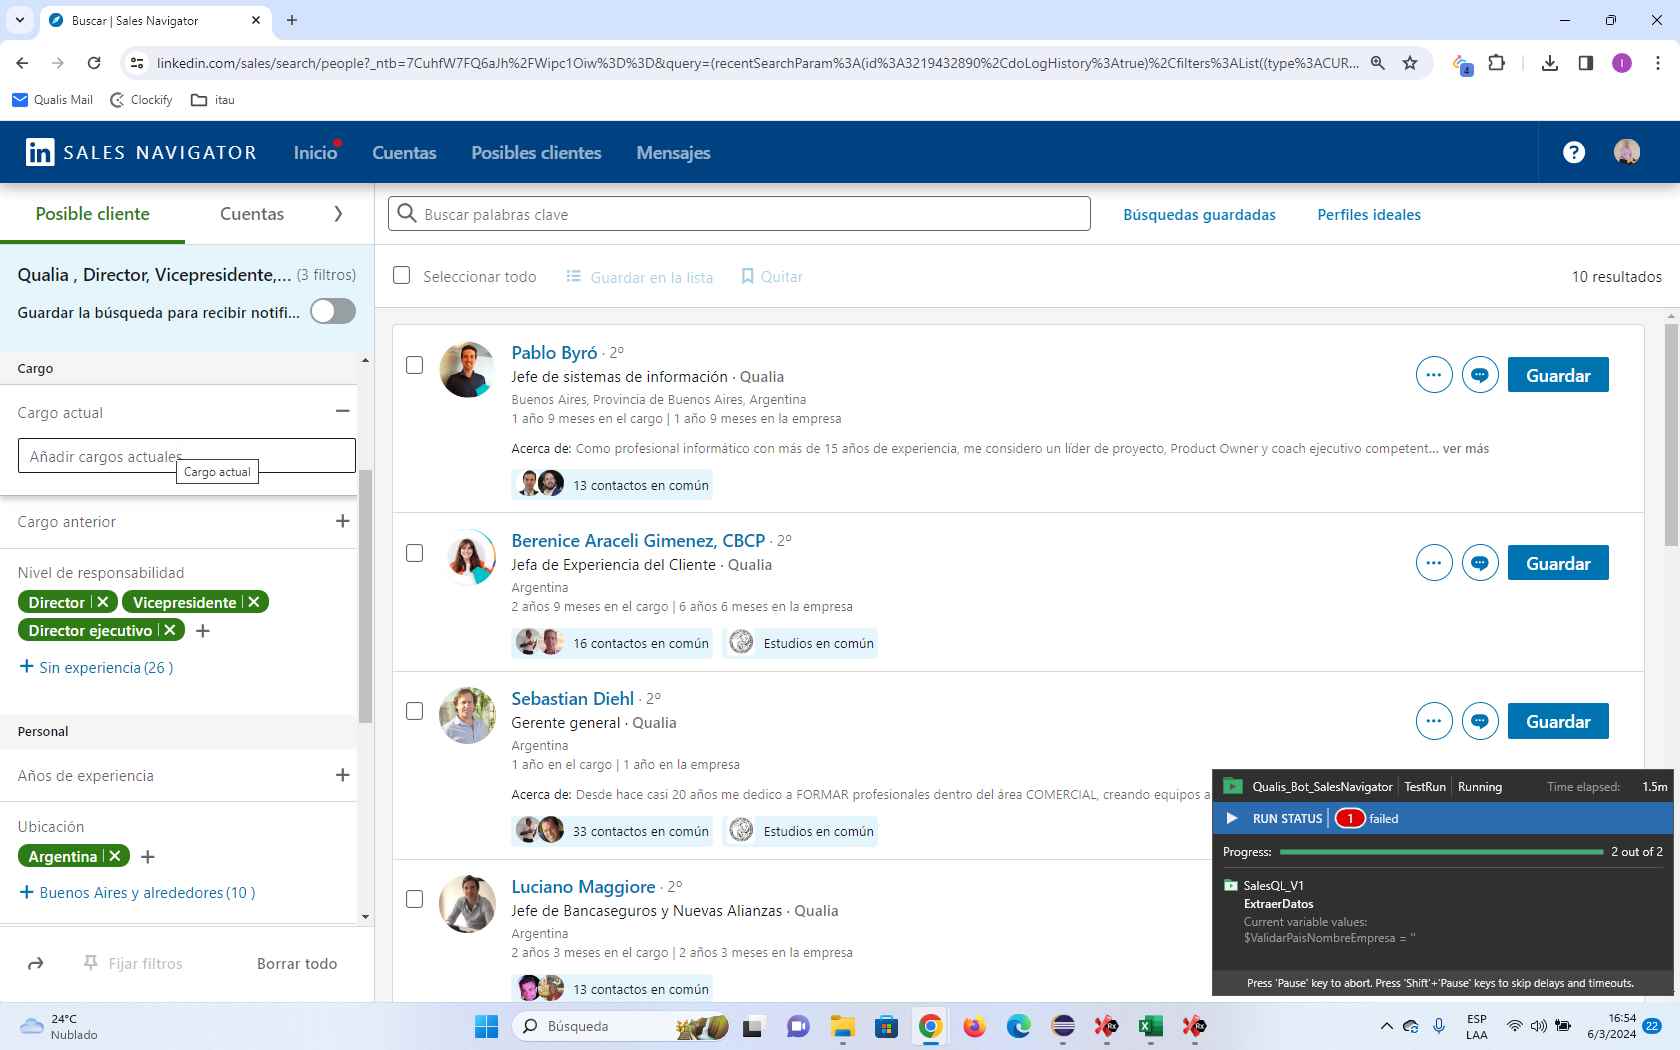 Buscar | Sales Navigator
linkedin.com/sales/search/people?_ntb=7CuhfW7FQ6aJh%2FWipc1Oiw%3D%3D&query=(recentSearchParam%3A(id%3A3219432890%2CdoLogHistory%3Atrue)%2Cfilters%3AList((type%3ACUR...
4
I
Qualis Mail
Clockify
itau
in SALES NAVIGATOR
Inicio
Cuentas
Posibles clientes
Mensajes
?
Posible cliente
Cuentas
Buscar palabras clave
Búsquedas guardadas
Perfiles ideales
Qualia , Director, Vicepresidente,... (3 filtros)
Guardar la búsqueda para recibir notifi...
Seleccionar todo
Guardar en la lista
Quitar
10 resultados
Cargo
Cargo actual
Añadir cargos actuales
Cargo actual
Cargo anterior
Nivel de responsabilidad
Director
Vicepresidente
Director ejecutivo
Sin experiencia (26 )
Personal
Años de experiencia
Ubicación
Argentina
Buenos Aires y alrededores (10 )
Fijar filtros
Borrar todo
Pablo Byró · 2º
Jefe de sistemas de información · Qualia
Buenos Aires, Provincia de Buenos Aires, Argentina
1 año 9 meses en el cargo | 1 año 9 meses en la empresa
Acerca de: Como profesional informático con más de 15 años de experiencia, me considero un líder de proyecto, Product Owner y coach ejecutivo competent... ver más
13 contactos en común
Guardar
Berenice Araceli Gimenez, CBCP · 2º
Jefa de Experiencia del Cliente · Qualia
Argentina
2 años 9 meses en el cargo | 6 años 6 meses en la empresa
16 contactos en común
Estudios en común
Guardar
Sebastian Diehl · 2º
Gerente general · Qualia
Argentina
1 año en el cargo | 1 año en la empresa
Acerca de: Desde hace casi 20 años me dedico a FORMAR profesionales dentro del área COMERCIAL, creando equipos a
33 contactos en común
Estudios en común
Guardar
Luciano Maggiore · 2º
Jefe de Bancaseguros y Nuevas Alianzas · Qualia
Argentina
2 años 3 meses en el cargo | 2 años 3 meses en la empresa
13 contactos en común
Qualis_Bot_SalesNavigator
TestRun
Running
Time elapsed: 1.5m
RUN STATUS
1 failed
Progress:
2 out of 2
SalesQL_V1
ExtraerDatos
Current variable values:
$ValidarPaisNombreEmpresa = ''
Press 'Pause' key to abort. Press 'Shift'+'Pause' keys to skip delays and timeouts.
24°C
Nublado
Búsqueda
Rx
Rx
ESP
LAA
16:54
6/3/2024
22